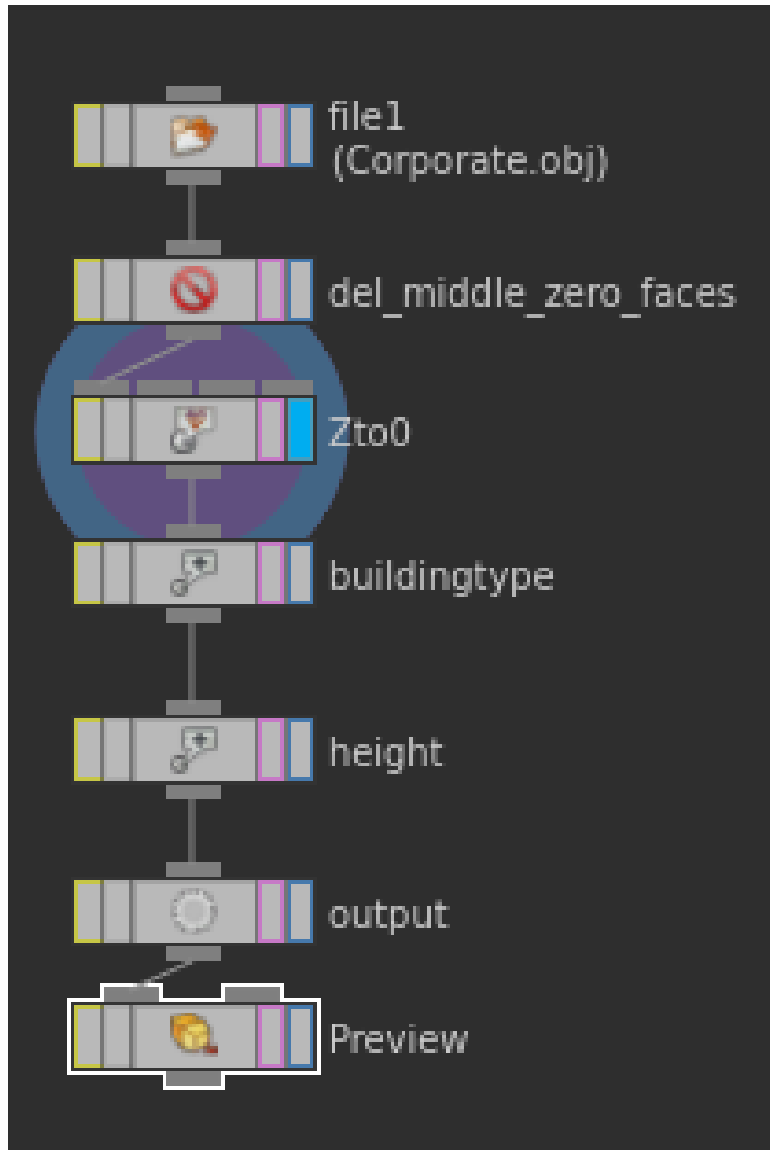 file1
(Corporate.obj)
del_middle_zero_faces
Zto0
buildingtype
height
output
Preview